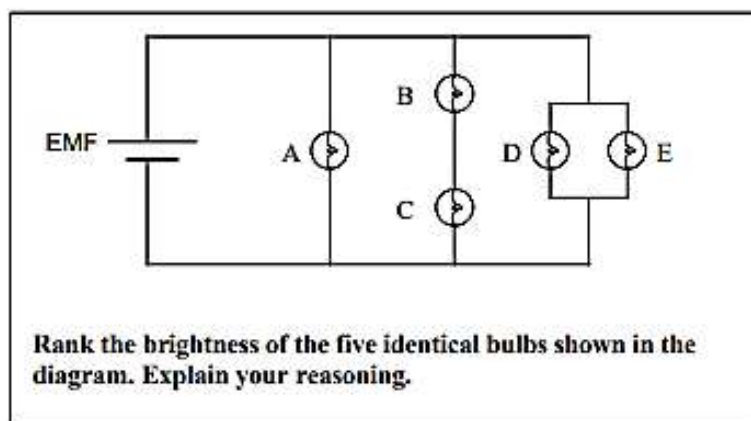 EMF
A
B
C
D
E
Rank the brightness of the five identical bulbs shown in the
diagram. Explain your reasoning.